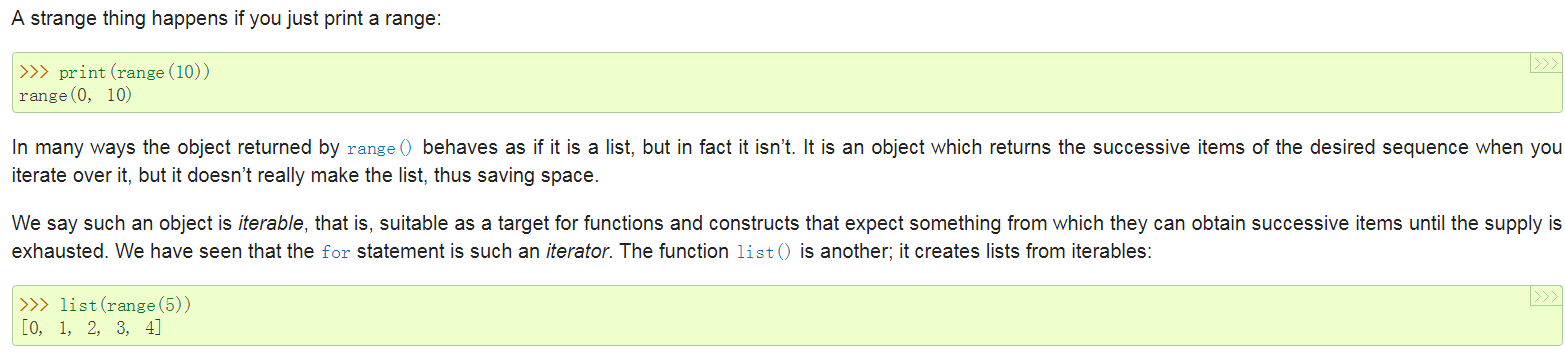 A strange thing happens if you just print a range:
>>>
>>> print(range(10))
range(0, 10)
In many ways the object returned by range() behaves as if it is a list, but in fact it isn’t. It is an object which returns the successive items of the desired sequence when you
iterate over it, but it doesn’t really make the list, thus saving space.
We say such an object is iterable, that is, suitable as a target for functions and constructs that expect something from which they can obtain successive items until the supply is
exhausted. We have seen that the for statement is such an iterator. The function list() is another; it creates lists from iterables:
>>>
>>> list(range(5))
[0, 1, 2, 3, 4]